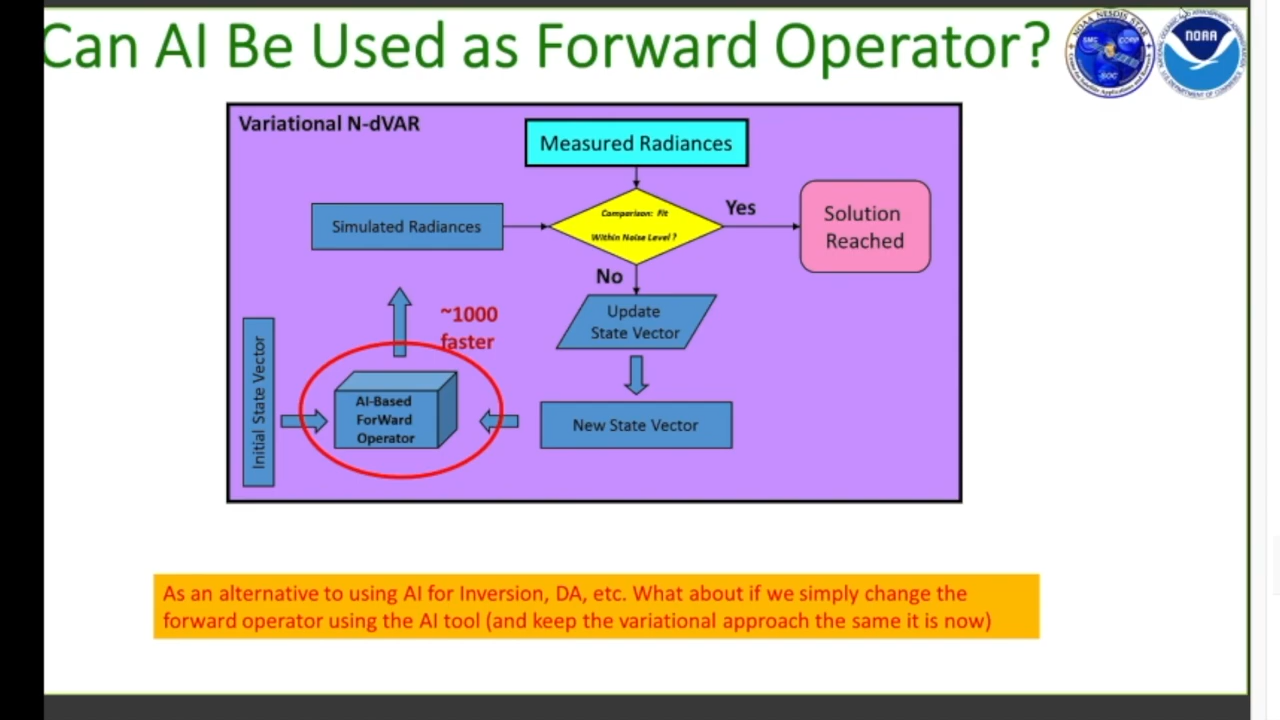 Can AI Be Used as Forward Operator?
NOAA
Variational N-dVAR
Measured Radiances
Simulated Radiances
Comparison: Fit
Within Noise Level ?
Yes
Solution
Reached
No
Update
State Vector
~1000
faster
Initial State Vector
AI-Based
ForWard
Operator
New State Vector
As an alternative to using AI for Inversion, DA, etc. What about if we simply change the
forward operator using the AI tool (and keep the variational approach the same it is now)